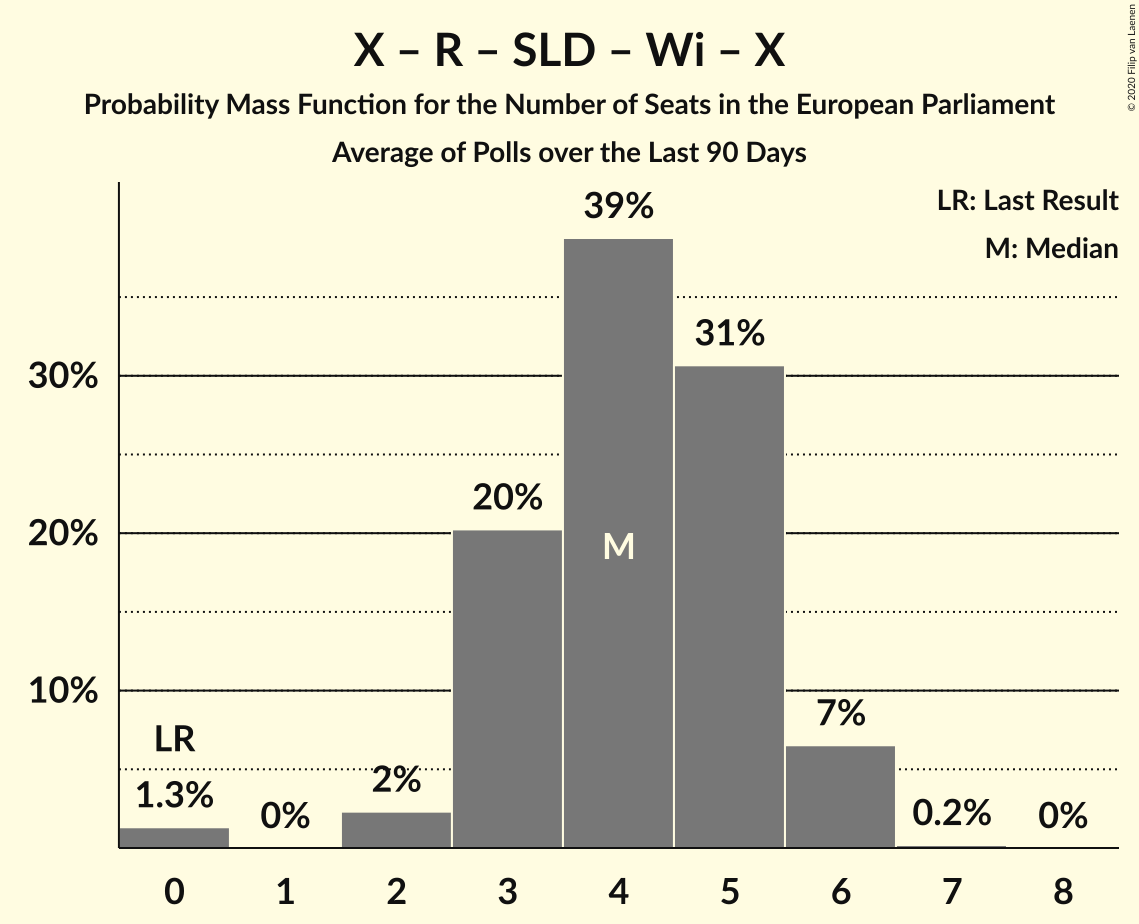 X – R – SLD – Wi – X
Probability Mass Function for the Number of Seats in the European Parliament
Average of Polls over the Last 90 Days
© 2020 Filip van Laenen
LR: Last Result
M: Median
39%
31%
30%
20%
20%
M
10%
7%
LR
2%
1.3%
0%
0.2%
0%
0 1 2 3 4 5 6 7 8